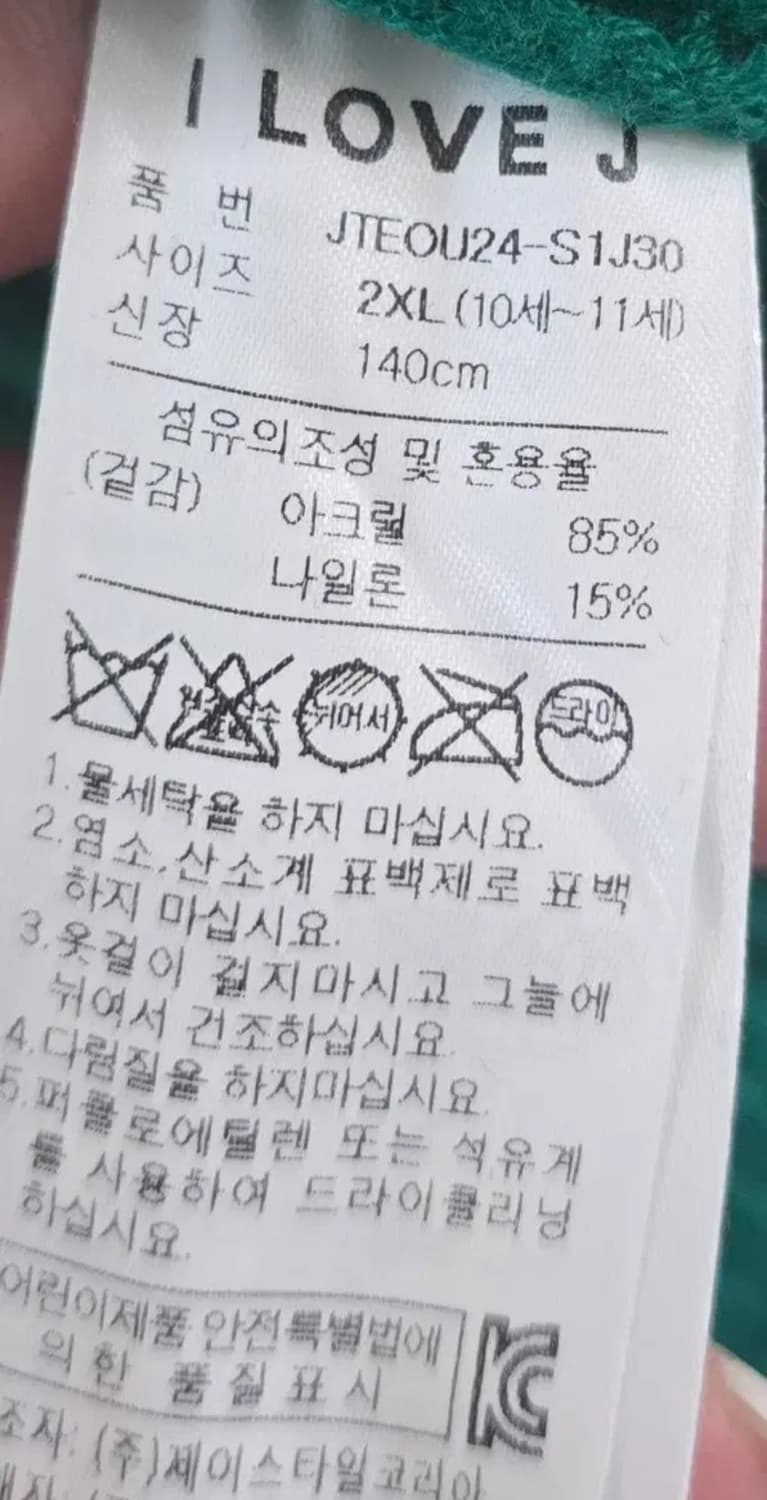 I LOVE J
품 번 JTEOU24-S1J30
사이즈 2XL (10세~11세)
신장 140cm
섬유의조성 및 혼용율
(겉감) 아크릴 85%
나일론 15%
뉘어서 드라이
1.물세탁을 하지 마십시요.
2.염소,산소계 표백제로 표백
하지 마십시요.
3.옷걸이 걸지마시고 그늘에
뉘여서 건조하십시요.
4.다림질을 하지마십시요.
5.퍼클로에틸렌 또는 석유계
를 사용하여 드라이클리닝
하십시요.
어린이제품 안전특별법에
의한 품질표시
조자: (주)제이스타일코리아